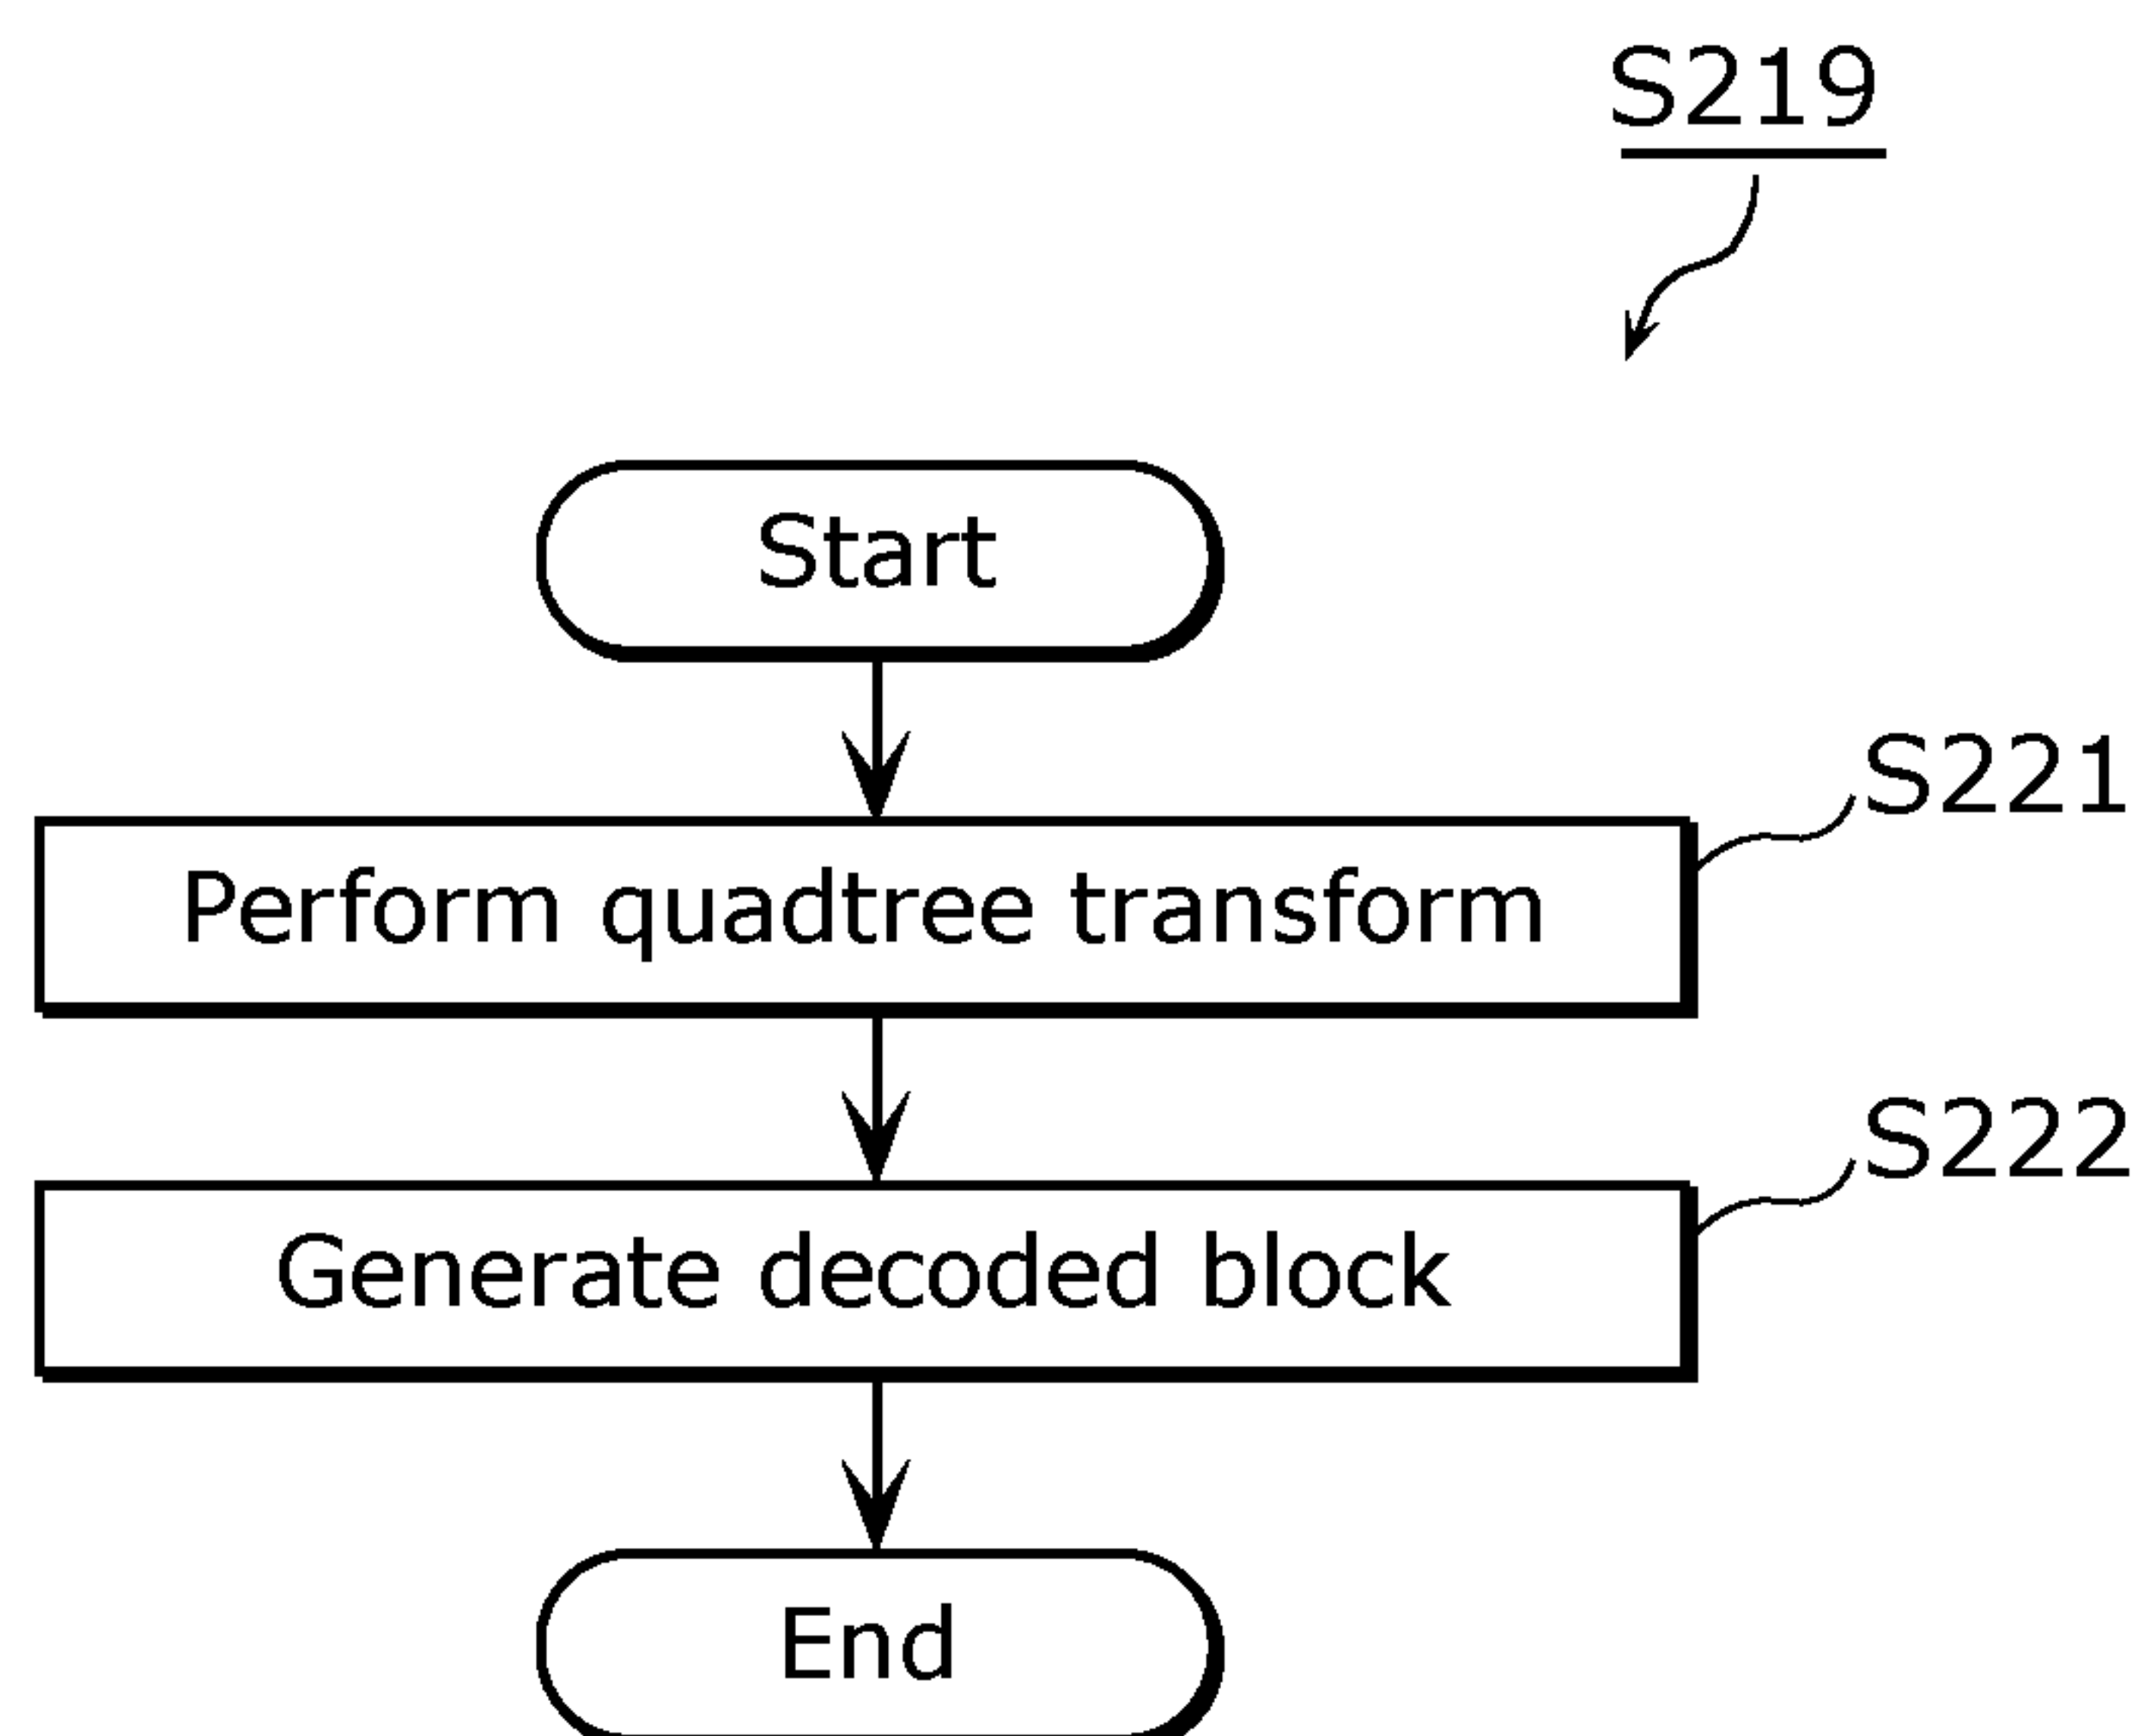 S219
Start
S221
Perform quadtree transform
S222
Generate decoded block
End